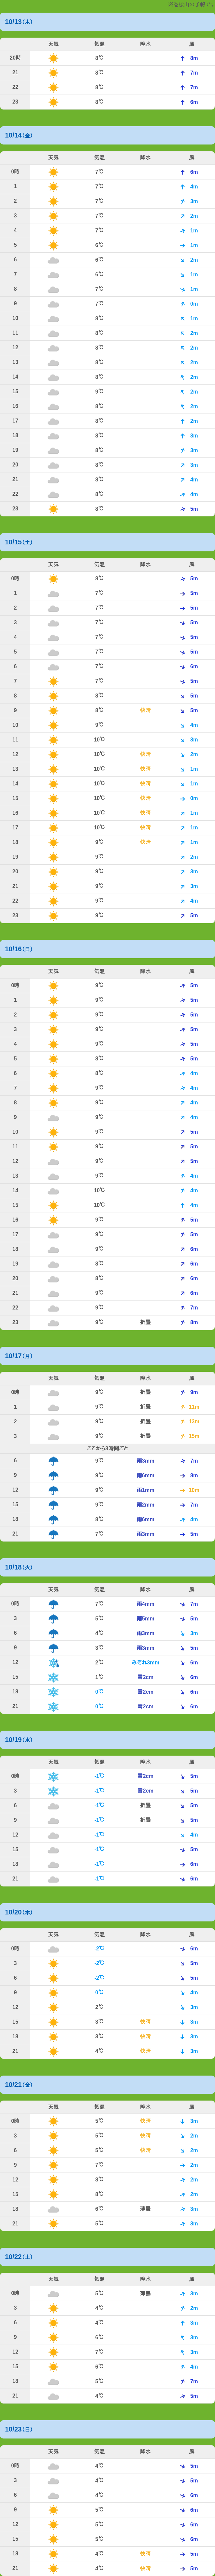 の予報です
10/13(木)
天気 気温 降水 風
20時 8℃ 8m
21 8℃ 7m
22 8℃ 7m
23 8℃ 6m
10/14(金)
天気 気温 降水 風
0時 7℃ 6m
1 7℃ 4m
2 7℃ 3m
3 7℃ 2m
4 7℃ 1m
5 6℃ 1m
6 6℃ 2m
7 6℃ 1m
8 7℃ 1m
9 7℃ 0m
10 8℃ 1m
11 8℃ 2m
12 8℃ 2m
13 8℃ 2m
14 8℃ 2m
15 9℃ 2m
16 8℃ 2m
17 8℃ 2m
18 8℃ 3m
19 8℃ 3m
20 8℃ 3m
21 8℃ 4m
22 8℃ 4m
23 8℃ 5m
10/15(土)
天気 気温 降水 風
0時 8℃ 5m
1 7℃ 5m
2 7℃ 5m
3 7℃ 5m
4 7℃ 5m
5 7℃ 5m
6 7℃ 6m
7 7℃ 5m
8 8℃ 5m
9 8℃ 快晴 5m
10 9℃ 4m
11 10℃ 3m
12 10℃ 快晴 2m
13 10℃ 快晴 1m
14 10℃ 快晴 1m
15 10℃ 快晴 0m
16 10℃ 快晴 1m
17 10℃ 快晴 1m
18 9℃ 快晴 1m
19 9℃ 2m
20 9℃ 3m
21 9℃ 3m
22 9℃ 4m
23 9℃ 5m
10/16(日)
天気 気温 降水 風
0時 9℃ 5m
1 9℃ 5m
2 9℃ 5m
3 9℃ 5m
4 9℃ 5m
5 8℃ 5m
6 8℃ 4m
7 9℃ 4m
8 9℃ 4m
9 9℃ 4m
10 9℃ 5m
11 9℃ 5m
12 9℃ 5m
13 9℃ 4m
14 10℃ 4m
15 10℃ 4m
16 9℃ 5m
17 9℃ 5m
18 9℃ 6m
19 8℃ 6m
20 8℃ 6m
21 9℃ 6m
22 9℃ 7m
23 9℃ 折曇 8m
10/17(月)
天気 気温 降水 風
0時 9℃ 折曇 9m
1 9℃ 折曇 11m
2 9℃ 折曇 13m
3 9℃ 折曇 15m
ここから3時間ごと
6 9℃ 雨3mm 7m
9 9℃ 雨6mm 8m
12 9℃ 雨1mm 10m
15 9℃ 雨2mm 7m
18 8℃ 雨6mm 4m
21 7℃ 雨3mm 5m
10/18(火)
天気 気温 降水 風
0時 7℃ 雨4mm 7m
3 5℃ 雨5mm 5m
6 4℃ 雨3mm 3m
9 3℃ 雨3mm 5m
12 2℃ みぞれ3mm 6m
15 1℃ 雪2cm 6m
18 0℃ 雪2cm 6m
21 0℃ 雪2cm 6m
10/19(水)
天気 気温 降水 風
0時 -1℃ 雪2cm 5m
3 -1℃ 雪2cm 5m
6 -1℃ 折曇 5m
9 -1℃ 折曇 5m
12 -1℃ 4m
15 -1℃ 5m
18 -1℃ 6m
21 -1℃ 6m
10/20(木)
天気 気温 降水 風
0時 -2℃ 6m
3 -2℃ 5m
6 -2℃ 5m
9 0℃ 4m
12 2℃ 3m
15 3℃ 快晴 3m
18 3℃ 快晴 3m
21 4℃ 快晴 3m
10/21(金)
天気 気温 降水 風
0時 5℃ 快晴 3m
3 5℃ 快晴 2m
6 5℃ 快晴 2m
9 7℃ 2m
12 8℃ 2m
15 8℃ 2m
18 6℃ 薄曇 3m
21 5℃ 3m
10/22(土)
天気 気温 降水 風
0時 5℃ 薄曇 3m
3 4℃ 2m
6 4℃ 3m
9 6℃ 3m
12 7℃ 3m
15 6℃ 4m
18 5℃ 7m
21 4℃ 5m
10/23(日)
天気 気温 降水 風
0時 4℃ 5m
3 4℃ 5m
6 4℃ 6m
9 5℃ 6m
12 5℃ 6m
15 5℃ 6m
18 4℃ 快晴 5m
21 4℃ 快晴 5m